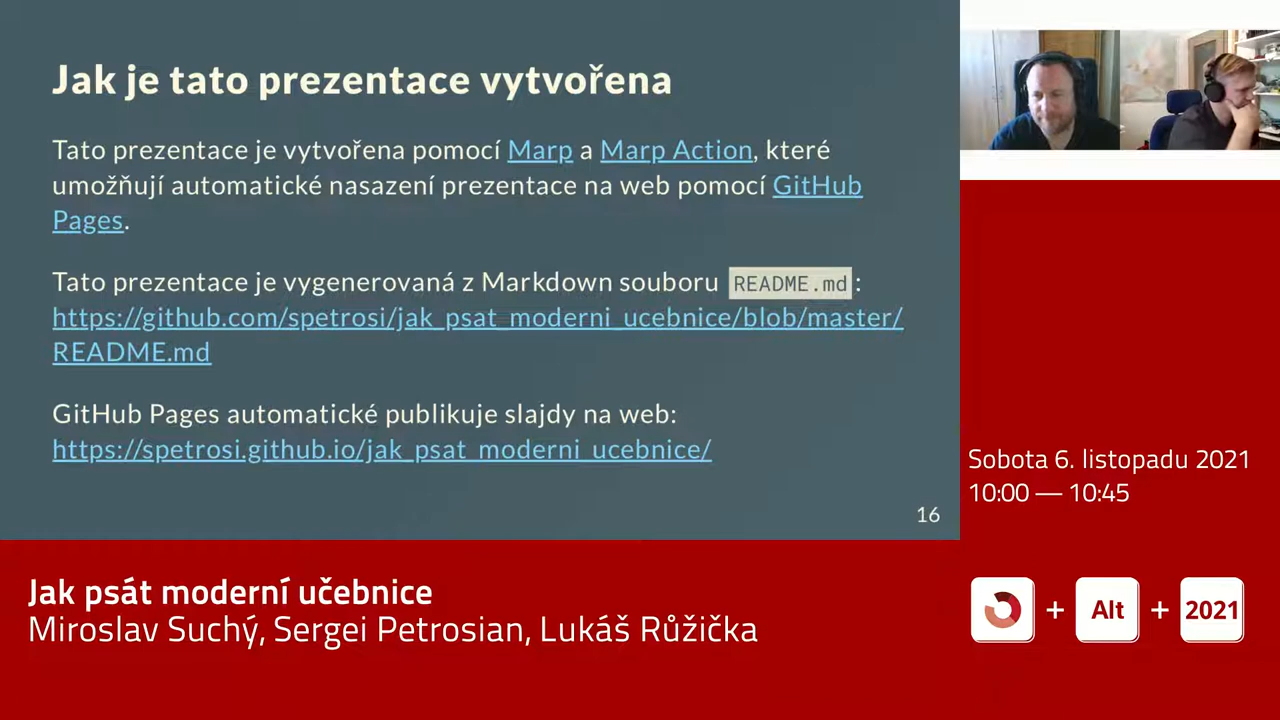 Jak je tato prezentace vytvořena
Tato prezentace je vytvořena pomocí Marp a Marp Action, které
umožňují automatické nasazení prezentace na web pomocí GitHub
Pages.
Tato prezentace je vygenerovaná z Markdown souboru README.md:
https://github.com/spetrosi/jak_psat_moderni_ucebnice/blob/master/
README.md
GitHub Pages automatické publikuje slajdy na web:
https://spetrosi.github.io/jak_psat_moderni_ucebnice/
16
Sobota 6. listopadu 2021
10:00 — 10:45
Jak psát moderní učebnice
Miroslav Suchý, Sergei Petrosian, Lukáš Růžička
+ Alt + 2021